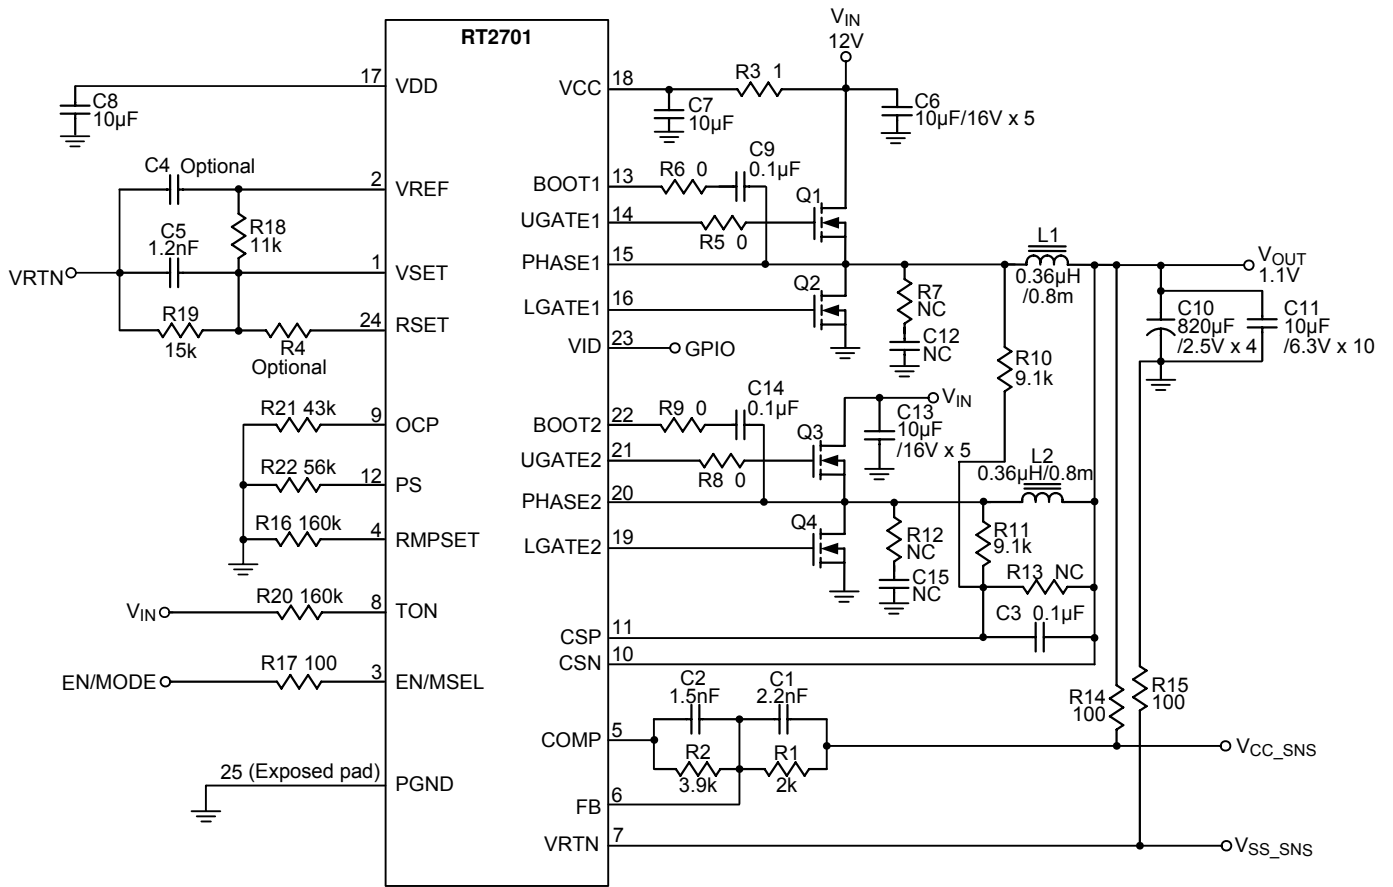 RT2701
V_IN
12V
17
VDD
C8
10µF
VCC
18
R3 1
C7
10µF
C6
10µF/16V x 5
C4 Optional
2
VREF
R18
11k
C5
1.2nF
VRTN
1
VSET
R19
15k
R4
Optional
24
RSET
BOOT1
13
R6 0
C9
0.1µF
UGATE1
14
R5 0
Q1
PHASE1
15
L1
0.36µH
/0.8m
V_OUT
1.1V
LGATE1
16
Q2
R7
NC
C12
NC
C10
820µF
/2.5V x 4
C11
10µF
/6.3V x 10
VID
23
GPIO
R10
9.1k
R21 43k
9
OCP
R22 56k
12
PS
R16 160k
4
RMPSET
BOOT2
22
R9 0
C14
0.1µF
V_IN
C13
10µF
/16V x 5
UGATE2
21
R8 0
Q3
PHASE2
20
L2
0.36µH/0.8m
LGATE2
19
Q4
R12
NC
C15
NC
R11
9.1k
R13 NC
C3 0.1µF
V_IN
R20 160k
8
TON
CSP
11
CSN
10
EN/MODE
R17 100
3
EN/MSEL
C2
1.5nF
C1
2.2nF
COMP
5
R2
3.9k
R1
2k
R14
100
R15
100
V_CC_SNS
25 (Exposed pad)
PGND
FB
6
VRTN
7
V_SS_SNS